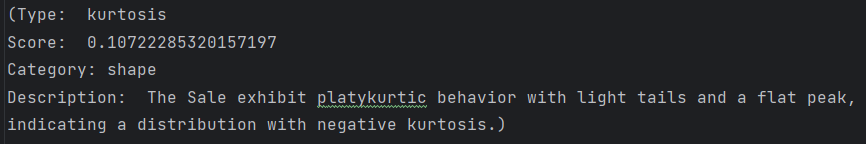 (Type:  kurtosis
Score:  0.10722285320157197
Category: shape
Description:  The Sale exhibit platykurtic behavior with light tails and a flat peak,
indicating a distribution with negative kurtosis.)